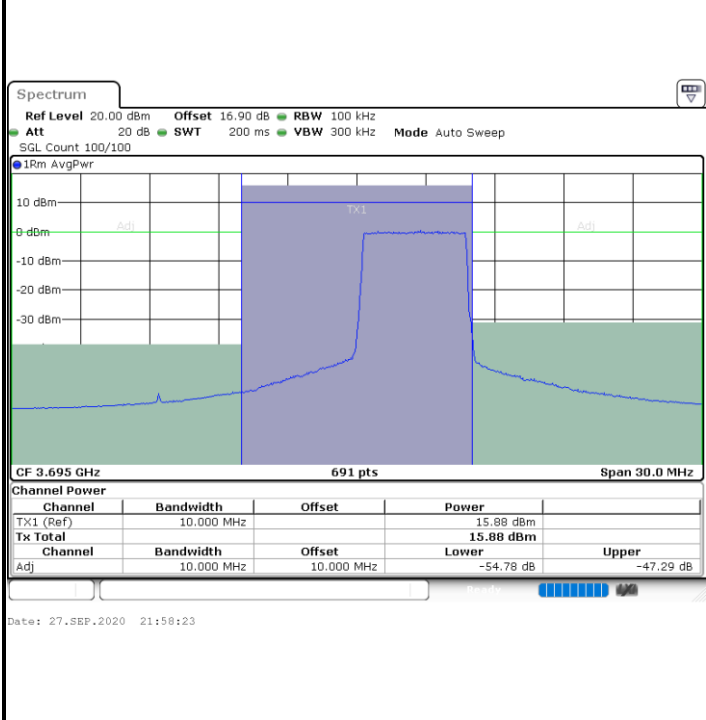 Spectrum
Ref Level 20.00 dBm Offset 16.90 dB RBW 100 kHz
Att 20 dB SWT 200 ms VBW 300 kHz Mode Auto Sweep
SGL Count 100/100
1Rm AvgPwr
10 dBm
TX1
Adj
Adj
0 dBm
-10 dBm
-20 dBm
-30 dBm
CF 3.695 GHz 691 pts Span 30.0 MHz
Channel Power
Channel Bandwidth Offset Power
TX1 (Ref) 10.000 MHz 15.88 dBm
Tx Total 15.88 dBm
Channel Bandwidth Offset Lower Upper
Adj 10.000 MHz 10.000 MHz -54.78 dB -47.29 dB
Ready
Date: 27.SEP.2020 21:58:23